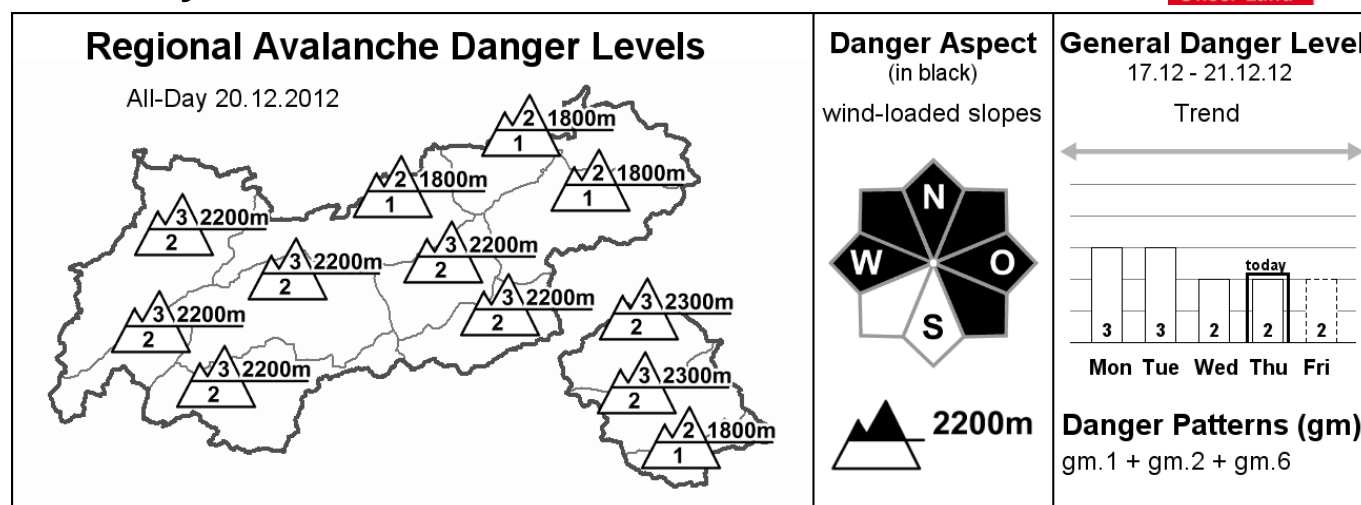 Regional Avalanche Danger Levels
All-Day 20.12.2012
2 1800m
1
2 1800m
1
2 1800m
1
3 2200m
2
3 2200m
2
3 2200m
2
3 2200m
2
3 2200m
2
3 2200m
2
3 2300m
2
3 2300m
2
2 1800m
1
Danger Aspect
(in black)
wind-loaded slopes
N
W
O
S
2200m
General Danger Level
17.12 - 21.12.12
Trend
today
3 3 2 2 2
Mon Tue Wed Thu Fri
Danger Patterns (gm)
gm.1 + gm.2 + gm.6